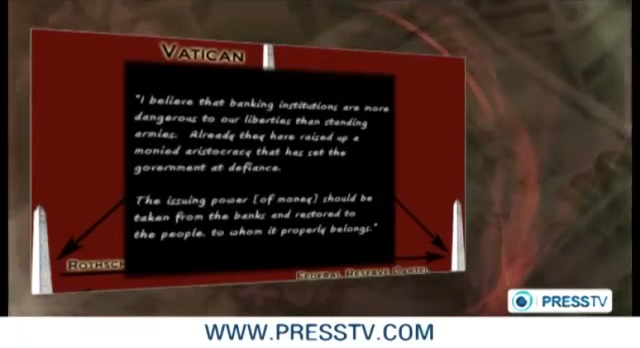 VATICAN
"I believe that banking institutions are more
dangerous to our liberties than standing
armies. Already they have raised up a
monied aristocracy that has set the
government at defiance.
The issuing power [of money] should be
taken from the banks and restored to
the people, to whom it properly belongs."
ROTHSCH
FEDERAL RESERVE CARTEL
PRESSTV
WWW.PRESSTV.COM